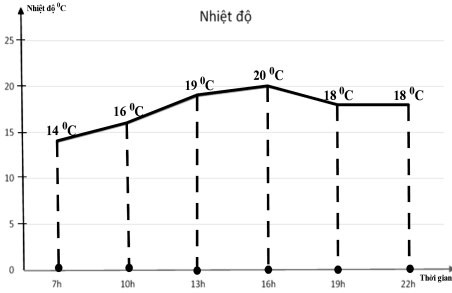 Nhiệt độ ⁰C
Nhiệt độ
25
20
15
10
5
0
14 ⁰C
16 ⁰C
19 ⁰C
20 ⁰C
18 ⁰C
18 ⁰C
7h
10h
13h
16h
19h
22h
Thời gian